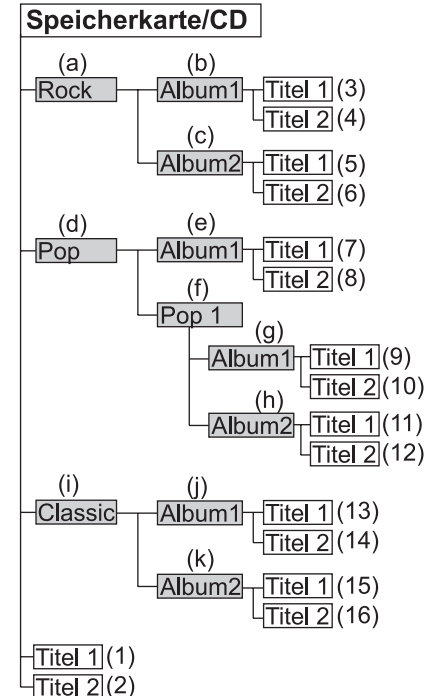 Speicherkarte/CD
(a) (b)
Rock Album1 Titel 1 (3)
Titel 2 (4)
(c)
Album2 Titel 1 (5)
Titel 2 (6)
(d) (e)
Pop Album1 Titel 1 (7)
Titel 2 (8)
(f)
Pop 1
(g)
Album1 Titel 1 (9)
Titel 2 (10)
(h)
Album2 Titel 1 (11)
Titel 2 (12)
(i) (j)
Classic Album1 Titel 1 (13)
Titel 2 (14)
(k)
Album2 Titel 1 (15)
Titel 2 (16)
Titel 1 (1)
Titel 2 (2)